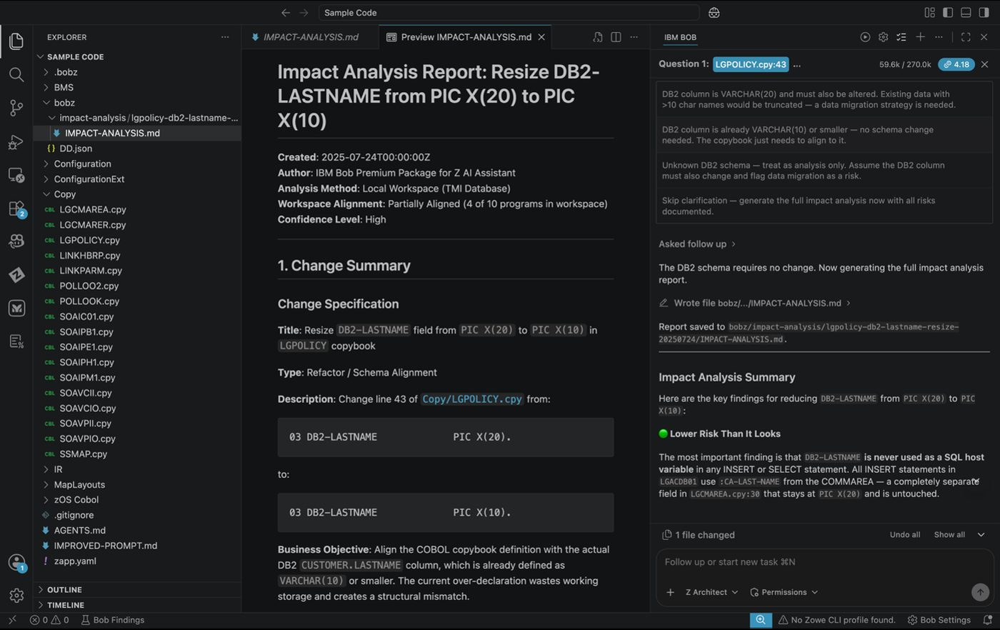 Sample Code
EXPLORER
SAMPLE CODE
.bobz
BMS
bobz
impact-analysis / lgpolicy-db2-lastname-...
IMPACT-ANALYSIS.md
{} DD.json
Configuration
ConfigurationExt
Copy
CBL LGCMAREA.cpy
CBL LGCMARER.cpy
CBL LGPOLICY.cpy
CBL LINKHBRP.cpy
CBL LINKPARM.cpy
CBL POLLOO2.cpy
CBL POLLOOK.cpy
CBL SOAIC01.cpy
CBL SOAIPB1.cpy
CBL SOAIPE1.cpy
CBL SOAIPH1.cpy
CBL SOAIPM1.cpy
CBL SOAVCII.cpy
CBL SOAVCIO.cpy
CBL SOAVPII.cpy
CBL SOAVPIO.cpy
CBL SSMAP.cpy
IR
MapLayouts
zOS Cobol
.gitignore
AGENTS.md
IMPROVED-PROMPT.md
! zapp.yaml
OUTLINE
TIMELINE
2
1
IMPACT-ANALYSIS.md
Preview IMPACT-ANALYSIS.md
Impact Analysis Report: Resize DB2-
LASTNAME from PIC X(20) to PIC
X(10)
Created: 2025-07-24T00:00:00Z
Author: IBM Bob Premium Package for Z AI Assistant
Analysis Method: Local Workspace (TMI Database)
Workspace Alignment: Partially Aligned (4 of 10 programs in workspace)
Confidence Level: High
1. Change Summary
Change Specification
Title: Resize DB2-LASTNAME field from PIC X(20) to PIC X(10) in
LGPOLICY copybook
Type: Refactor / Schema Alignment
Description: Change line 43 of Copy/LGPOLICY.cpy from:
03 DB2-LASTNAME PIC X(20).
to:
03 DB2-LASTNAME PIC X(10).
Business Objective: Align the COBOL copybook definition with the actual
DB2 CUSTOMER.LASTNAME column, which is already defined as
VARCHAR(10) or smaller. The current over-declaration wastes working
storage and creates a structural mismatch.
IBM BOB
Question 1: LGPOLICY.cpy:43 ... 59.6k / 270.0k 4.18
DB2 column is VARCHAR(20) and must also be altered. Existing data with
>10 char names would be truncated — a data migration strategy is needed.
DB2 column is already VARCHAR(10) or smaller — no schema change
needed. The copybook just needs to align to it.
Unknown DB2 schema — treat as analysis only. Assume the DB2 column
must also change and flag data migration as a risk.
Skip clarification — generate the full impact analysis now with all risks
documented.
Asked follow up
The DB2 schema requires no change. Now generating the full impact analysis
report.
Wrote file bobz/.../IMPACT-ANALYSIS.md
Report saved to bobz/impact-analysis/lgpolicy-db2-lastname-resize-
20250724/IMPACT-ANALYSIS.md.
Impact Analysis Summary
Here are the key findings for reducing DB2-LASTNAME from PIC X(20) to PIC
X(10):
Lower Risk Than It Looks
The most important finding is that DB2-LASTNAME is never used as a SQL host
variable in any INSERT or SELECT statement. All INSERT statements in
LGACDB01 use :CA-LAST-NAME from the COMMAREA — a completely separate
field in LGCMAREA.cpy:30 that stays at PIC X(20) and is untouched.
1 file changed Undo all Show all
Follow up or start new task ⌘N
Z Architect Permissions
0 0 Bob Findings
No Zowe CLI profile found. Bob Settings